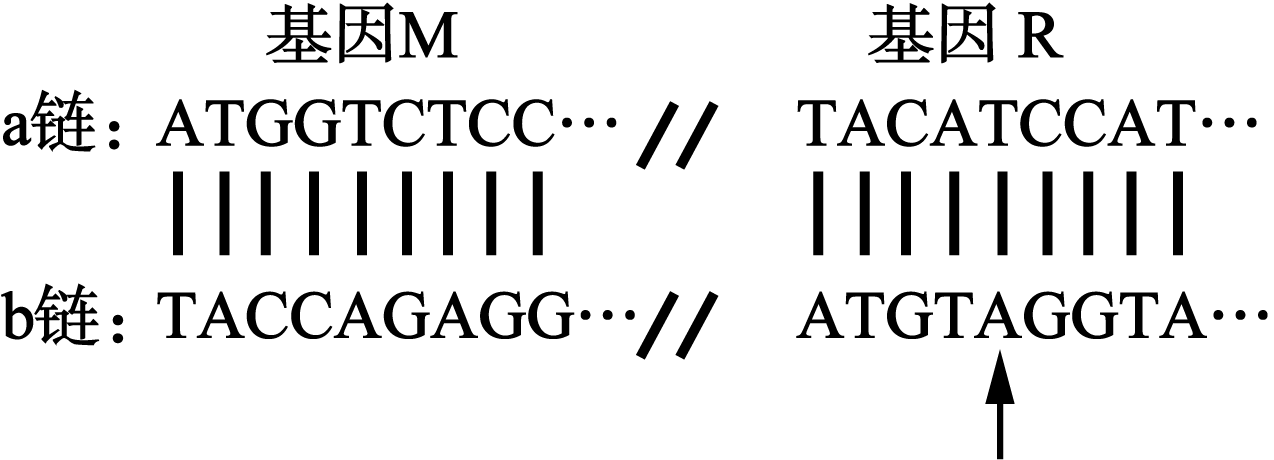 基因M 基因 R
a链：ATGGTCTCC… // TACATCCAT…
b链：TACCAGAGG… // ATGTAGGTA…